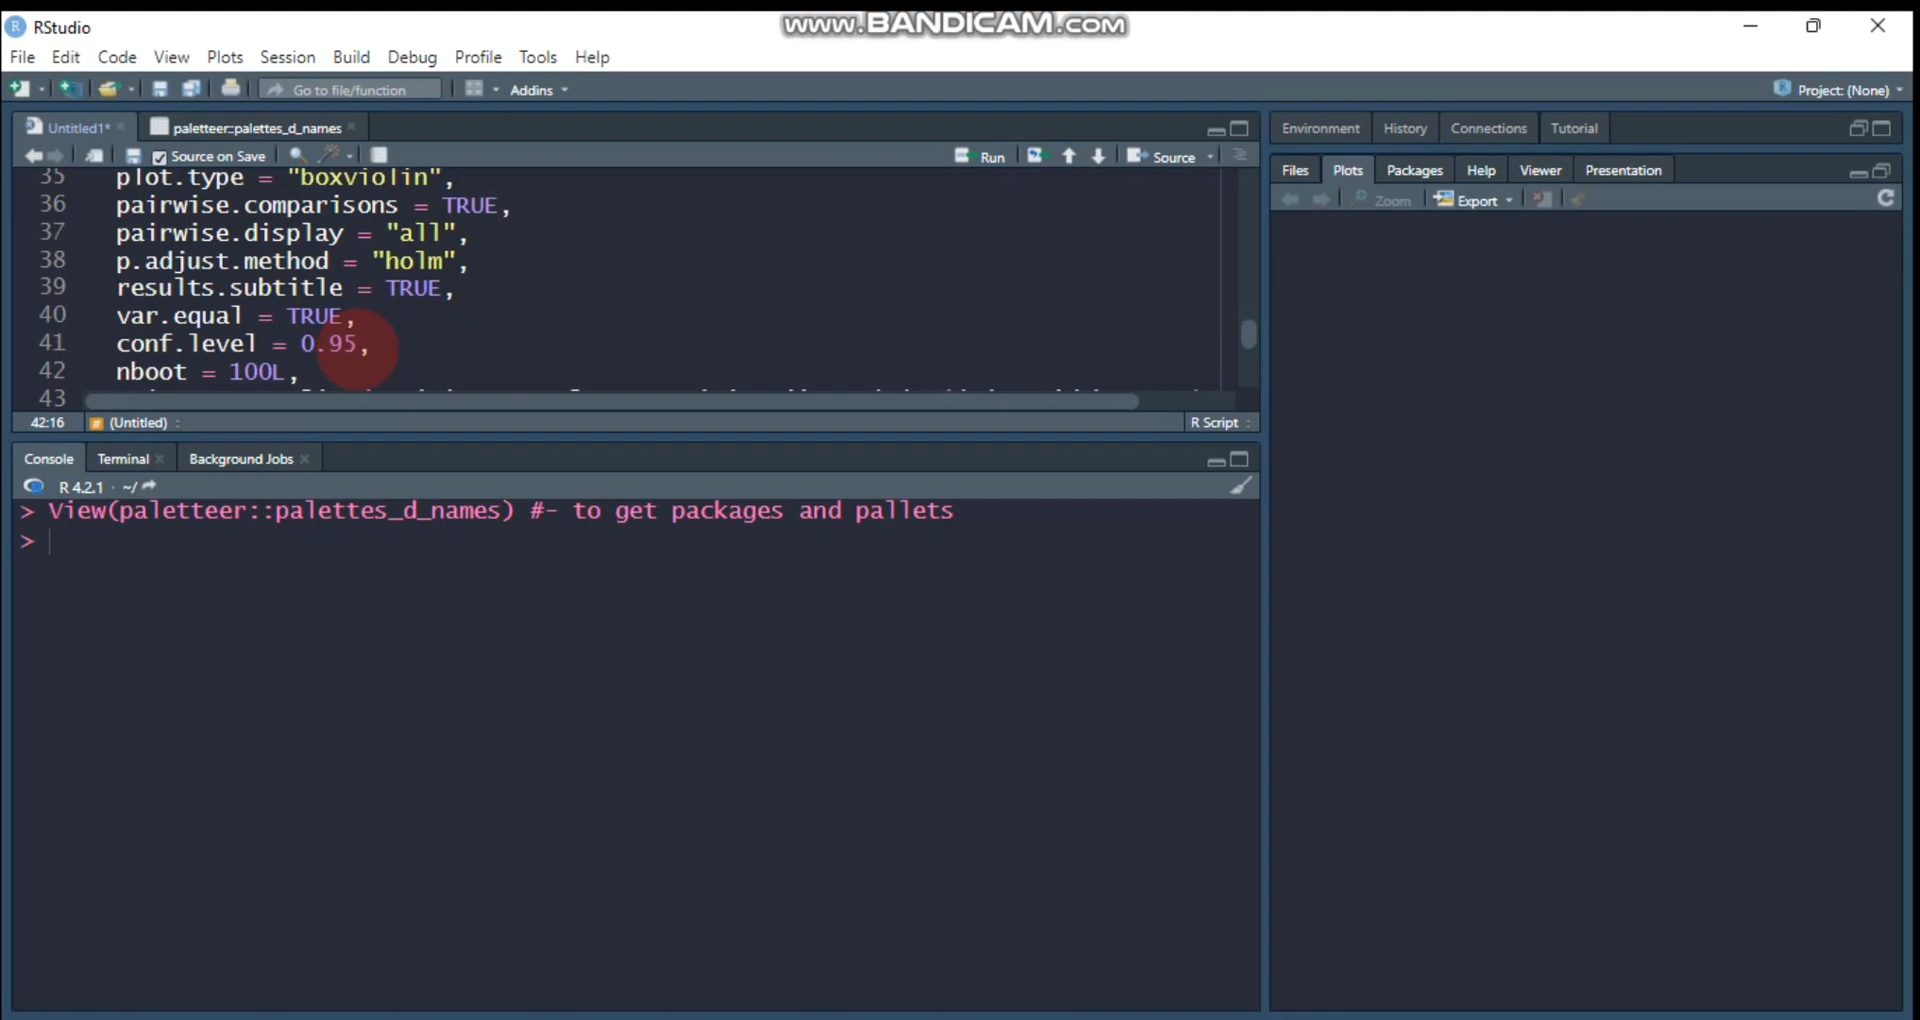 RStudio
www.BANDICAM.com
File Edit Code View Plots Session Build Debug Profile Tools Help
Go to file/function Addins Project: (None)
Untitled1* paletteer::palettes_d_names
Environment History Connections Tutorial
Source on Save Run Source
Files Plots Packages Help Viewer Presentation
Zoom Export
35 plot.type = "boxviolin",
36 pairwise.comparisons = TRUE,
37 pairwise.display = "all",
38 p.adjust.method = "holm",
39 results.subtitle = TRUE,
40 var.equal = TRUE,
41 conf.level = 0.95,
42 nboot = 100L,
43
42:16 (Untitled) R Script
Console Terminal Background Jobs
R 4.2.1 · ~/
> View(paletteer::palettes_d_names) #- to get packages and pallets
>